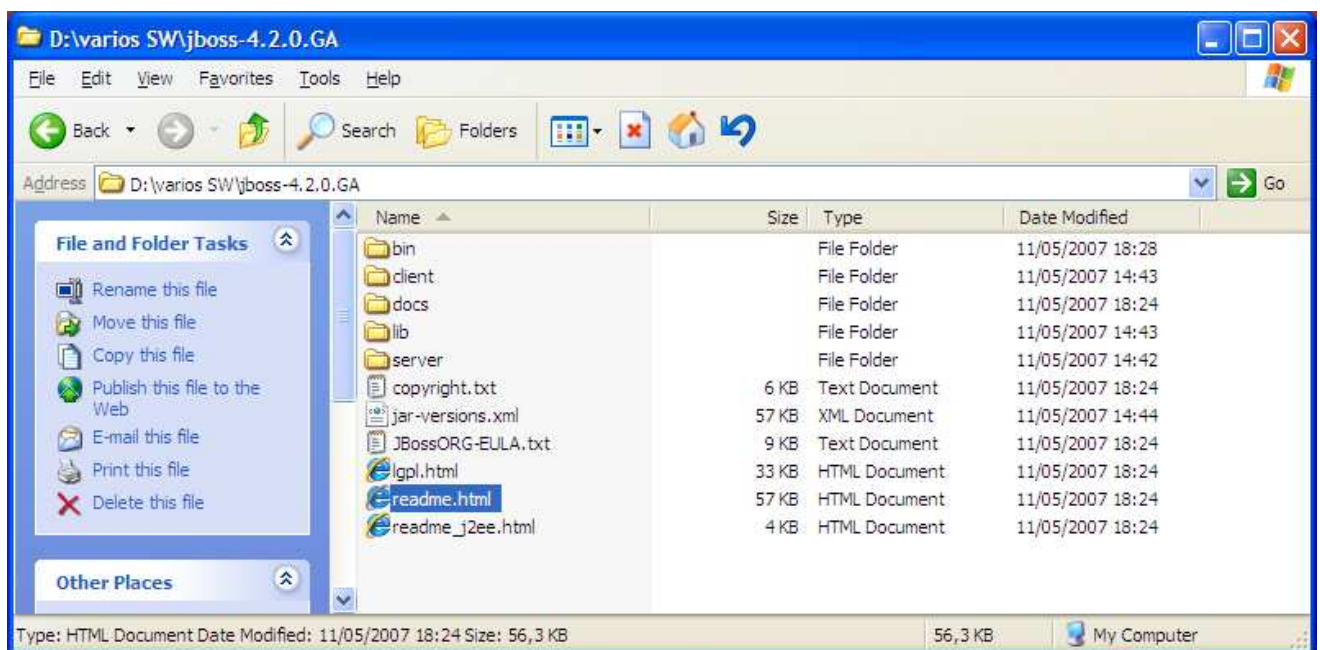 D:\varios SW\jboss-4.2.0.GA
File Edit View Favorites Tools Help
Back Search Folders
Address D:\varios SW\jboss-4.2.0.GA Go
Name Size Type Date Modified
File and Folder Tasks
Rename this file
Move this file
Copy this file
Publish this file to the
Web
E-mail this file
Print this file
Delete this file
Other Places
bin File Folder 11/05/2007 18:28
client File Folder 11/05/2007 14:43
docs File Folder 11/05/2007 18:24
lib File Folder 11/05/2007 14:43
server File Folder 11/05/2007 14:42
copyright.txt 6 KB Text Document 11/05/2007 18:24
jar-versions.xml 57 KB XML Document 11/05/2007 14:44
JBossORG-EULA.txt 9 KB Text Document 11/05/2007 18:24
lgpl.html 33 KB HTML Document 11/05/2007 18:24
readme.html 57 KB HTML Document 11/05/2007 18:24
readme_j2ee.html 4 KB HTML Document 11/05/2007 18:24
Type: HTML Document Date Modified: 11/05/2007 18:24 Size: 56,3 KB 56,3 KB My Computer